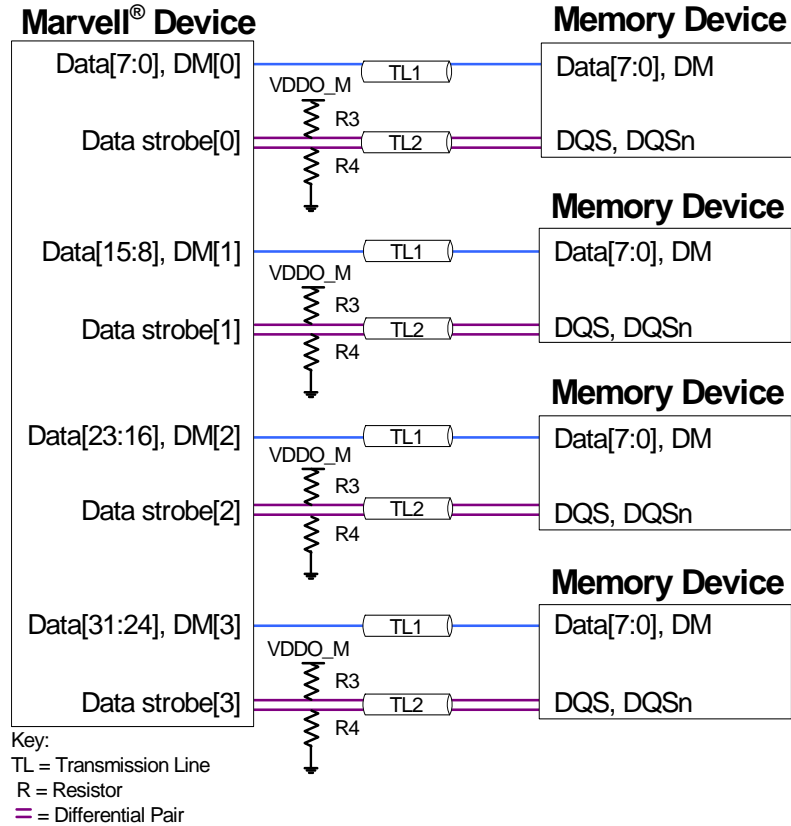 Marvell® Device
Memory Device
Data[7:0], DM[0]
TL1
Data[7:0], DM
VDDO_M
R3
Data strobe[0]
TL2
DQS, DQSn
R4
Memory Device
Data[15:8], DM[1]
TL1
Data[7:0], DM
VDDO_M
R3
Data strobe[1]
TL2
DQS, DQSn
R4
Memory Device
Data[23:16], DM[2]
TL1
Data[7:0], DM
VDDO_M
R3
Data strobe[2]
TL2
DQS, DQSn
R4
Memory Device
Data[31:24], DM[3]
TL1
Data[7:0], DM
VDDO_M
R3
Data strobe[3]
TL2
DQS, DQSn
R4
Key:
TL = Transmission Line
R = Resistor
= Differential Pair